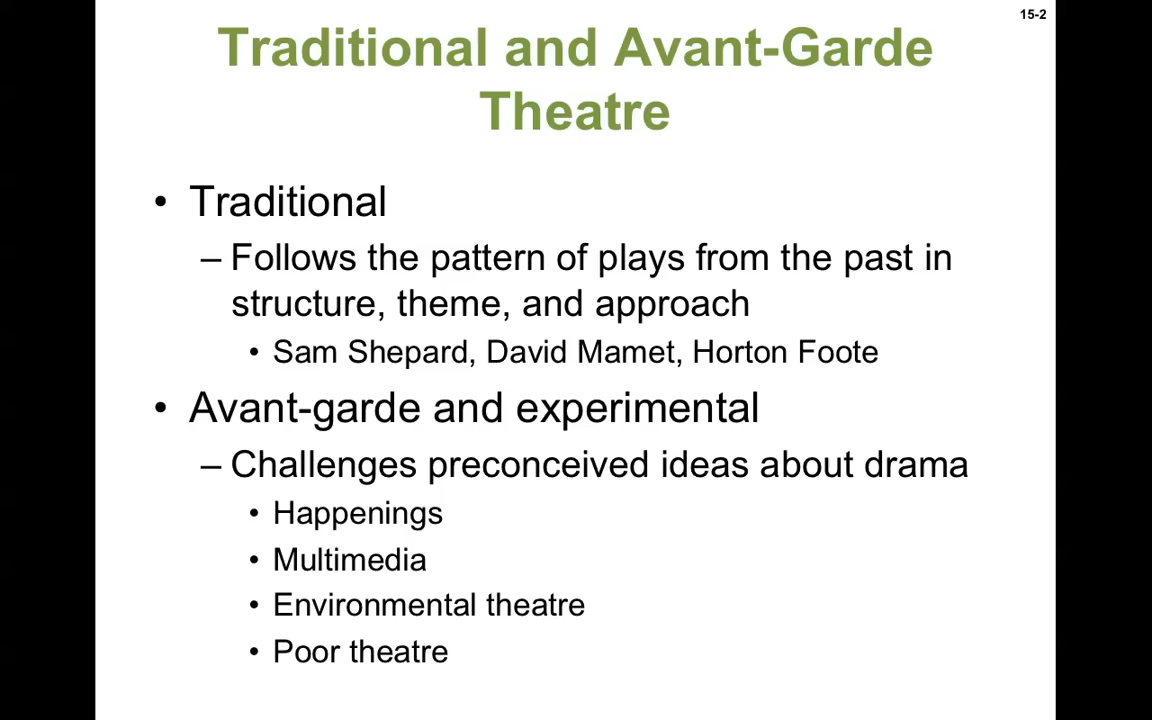 15-2
Traditional and Avant-Garde
Theatre
• Traditional
– Follows the pattern of plays from the past in
structure, theme, and approach
• Sam Shepard, David Mamet, Horton Foote
• Avant-garde and experimental
– Challenges preconceived ideas about drama
• Happenings
• Multimedia
• Environmental theatre
• Poor theatre